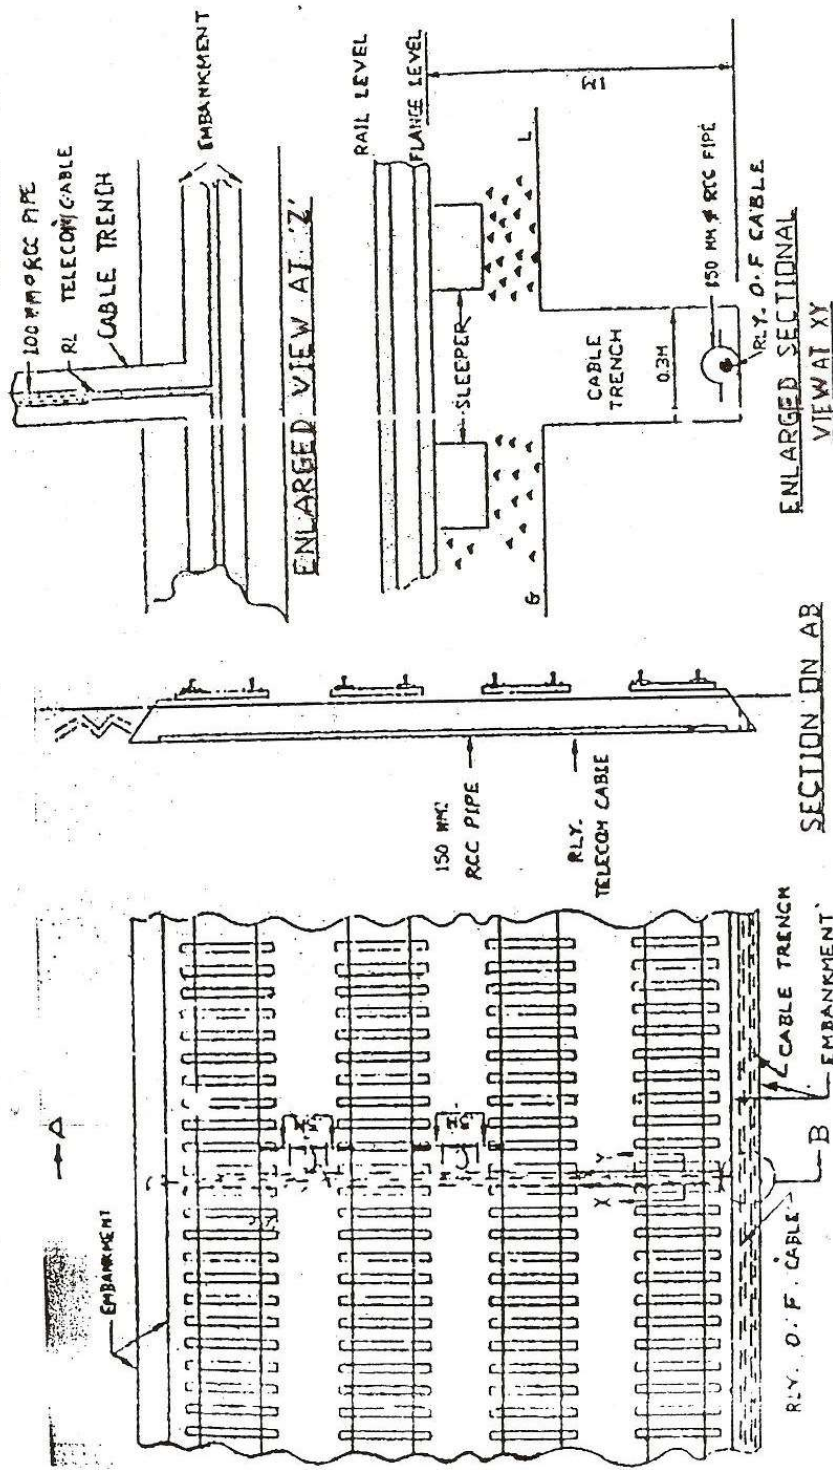 100 MM Φ RCC PIPE
RL TELECOM/CABLE
CABLE TRENCH
EMBANKMENT
ENLARGED VIEW AT 'Z'
RAIL LEVEL
FLANGE LEVEL
SLEEPER
G
L
1M
CABLE
TRENCH
0.3M
150 MM Φ RCC PIPE
RLY. O.F CABLE
ENLARGED SECTIONAL
VIEW AT XY
150 MM
RCC PIPE
RLY.
TELECOM CABLE
SECTION ON AB
A
EMBANKMENT
X
Y
RLY. O.F. CABLE
B
CABLE TRENCH
EMBANKMENT